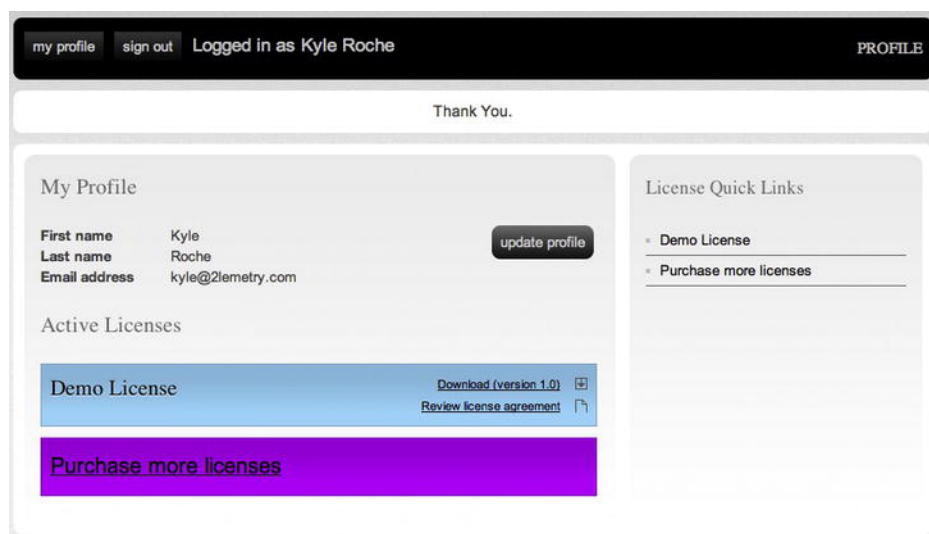 my profile sign out Logged in as Kyle Roche PROFILE
Thank You.
My Profile
First name Kyle
Last name Roche
Email address kyle@2lemetry.com
update profile
Active Licenses
Demo License
Download (version 1.0)
Review license agreement
Purchase more licenses
License Quick Links
Demo License
Purchase more licenses